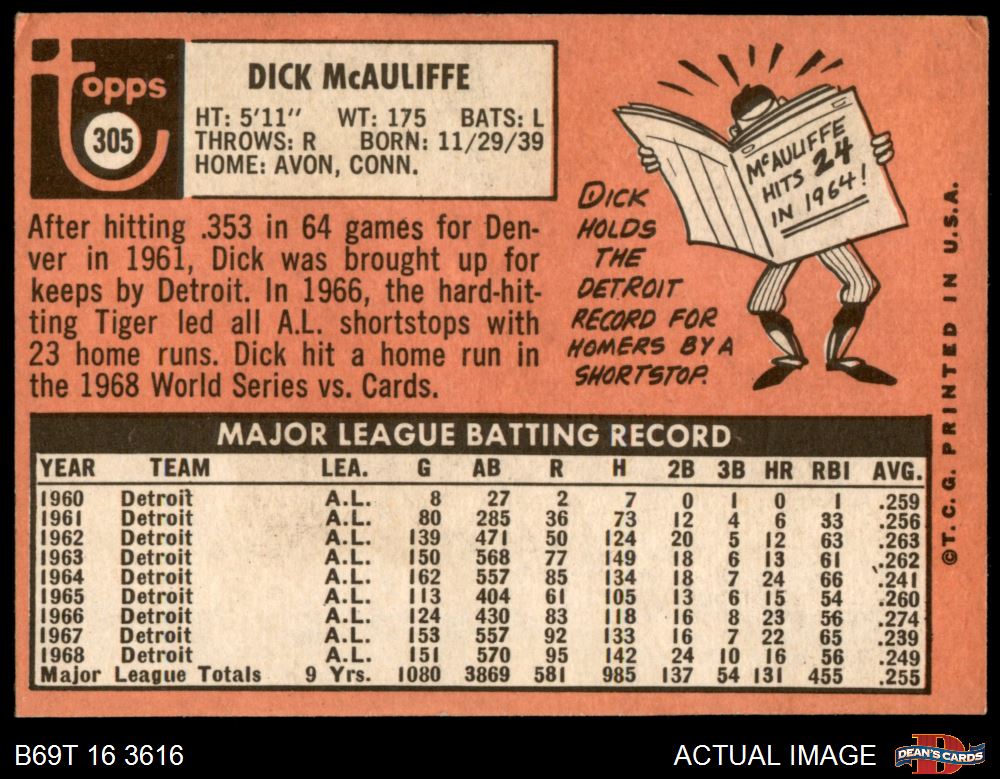 Topps
305
DICK McAULIFFE
HT: 5'11" WT: 175 BATS: L
THROWS: R BORN: 11/29/39
HOME: AVON, CONN.
After hitting .353 in 64 games for Den-
ver in 1961, Dick was brought up for
keeps by Detroit. In 1966, the hard-hit-
ting Tiger led all A.L. shortstops with
23 home runs. Dick hit a home run in
the 1968 World Series vs. Cards.
McAULIFFE
HITS 24
IN 1964!
DICK
HOLDS
THE
DETROIT
RECORD FOR
HOMERS BY A
SHORTSTOP.
MAJOR LEAGUE BATTING RECORD
YEAR TEAM LEA. G AB R H 2B 3B HR RBI AVG.
1960 Detroit A.L. 8 27 2 7 0 1 0 1 .259
1961 Detroit A.L. 80 285 36 73 12 4 6 33 .256
1962 Detroit A.L. 139 471 50 124 20 5 12 63 .263
1963 Detroit A.L. 150 568 77 149 18 6 13 61 .262
1964 Detroit A.L. 162 557 85 134 18 7 24 66 .241
1965 Detroit A.L. 113 404 61 105 13 6 15 54 .260
1966 Detroit A.L. 124 430 83 118 16 8 23 56 .274
1967 Detroit A.L. 153 557 92 133 16 7 22 65 .239
1968 Detroit A.L. 151 570 95 142 24 10 16 56 .249
Major League Totals 9 Yrs. 1080 3869 581 985 137 54 131 455 .255
©T.C.G. PRINTED IN U.S.A.
B69T 16 3616
ACTUAL IMAGE
DEAN'S CARDS